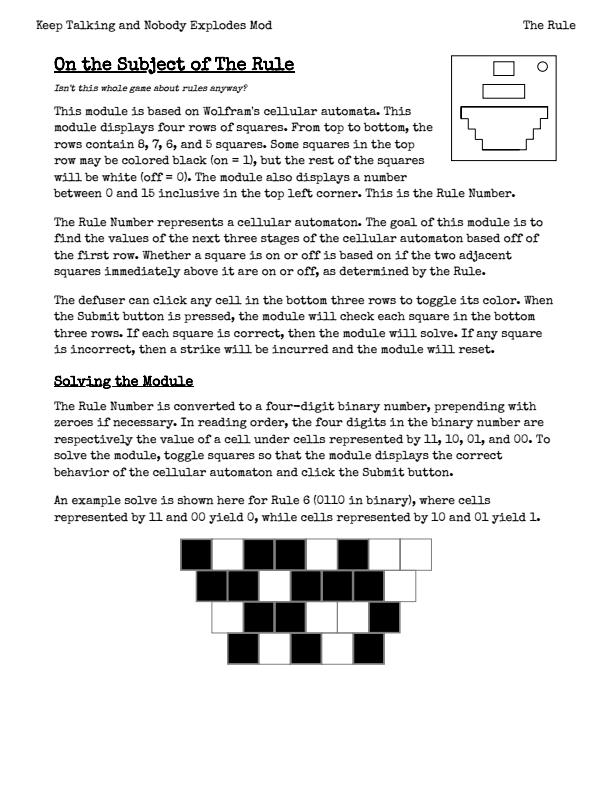 Keep Talking and Nobody Explodes Mod The Rule
On the Subject of The Rule
Isn't this whole game about rules anyway?
This module is based on Wolfram's cellular automata. This
module displays four rows of squares. From top to bottom, the
rows contain 8, 7, 6, and 5 squares. Some squares in the top
row may be colored black (on = 1), but the rest of the squares
will be white (off = 0). The module also displays a number
between 0 and 15 inclusive in the top left corner. This is the Rule Number.
The Rule Number represents a cellular automaton. The goal of this module is to
find the values of the next three stages of the cellular automaton based off of
the first row. Whether a square is on or off is based on if the two adjacent
squares immediately above it are on or off, as determined by the Rule.
The defuser can click any cell in the bottom three rows to toggle its color. When
the Submit button is pressed, the module will check each square in the bottom
three rows. If each square is correct, then the module will solve. If any square
is incorrect, then a strike will be incurred and the module will reset.
Solving the Module
The Rule Number is converted to a four-digit binary number, prepending with
zeroes if necessary. In reading order, the four digits in the binary number are
respectively the value of a cell under cells represented by 11, 10, 01, and 00. To
solve the module, toggle squares so that the module displays the correct
behavior of the cellular automaton and click the Submit button.
An example solve is shown here for Rule 6 (0110 in binary), where cells
represented by 11 and 00 yield 0, while cells represented by 10 and 01 yield 1.